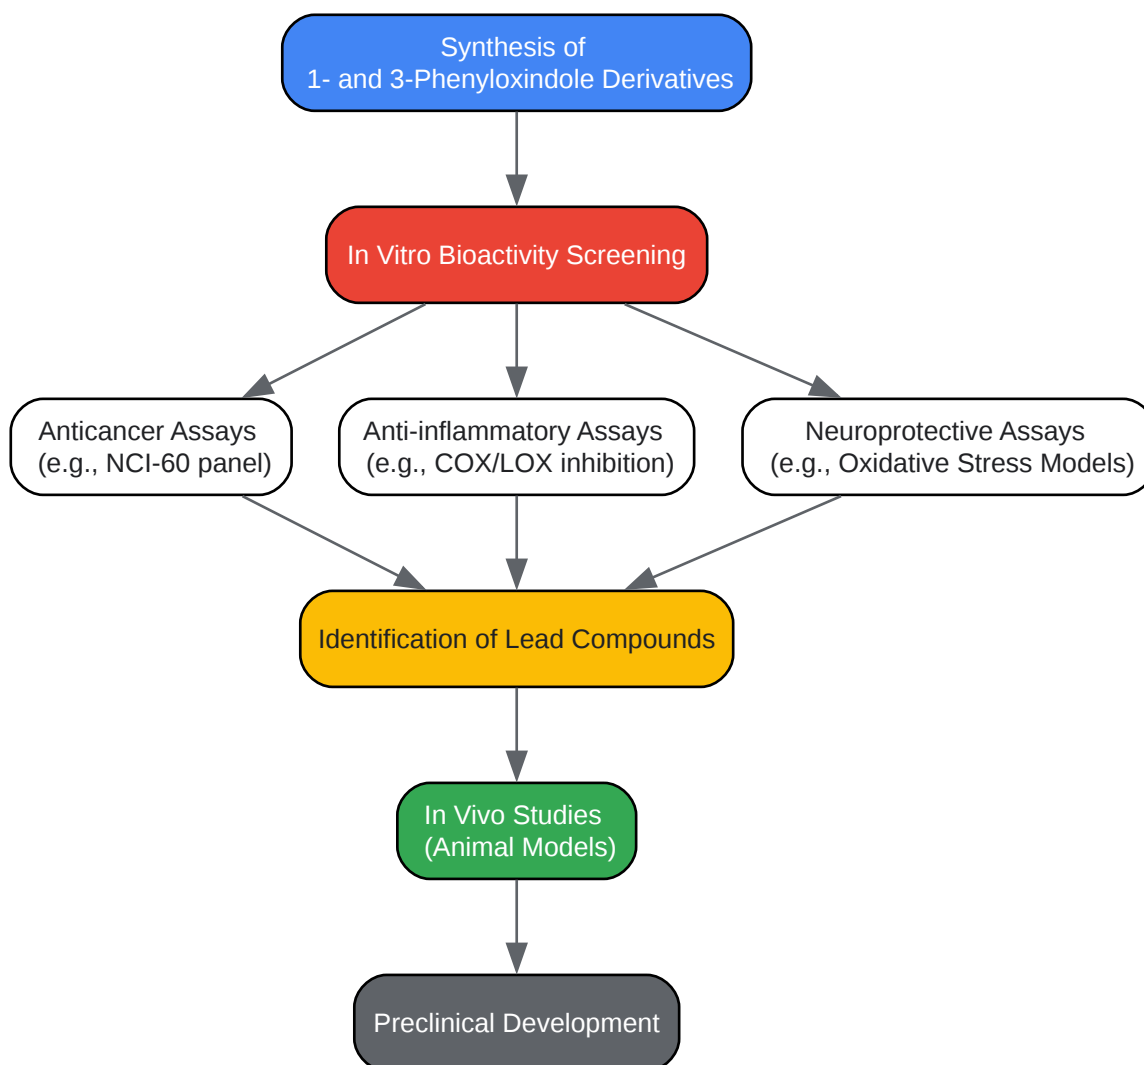 Synthesis of
1- and 3-Phenyloxindole Derivatives
In Vitro Bioactivity Screening
Anticancer Assays
(e.g., NCI-60 panel)
Anti-inflammatory Assays
(e.g., COX/LOX inhibition)
Neuroprotective Assays
(e.g., Oxidative Stress Models)
Identification of Lead Compounds
In Vivo Studies
(Animal Models)
Preclinical Development